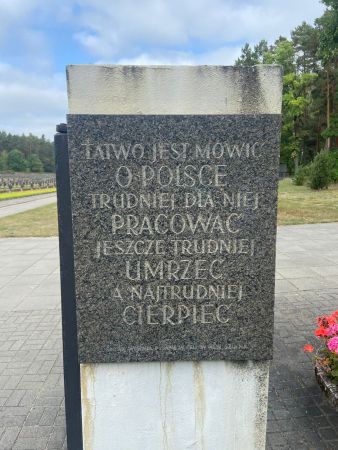 ŁATWO JEST MÓWIĆ
O POLSCE
TRUDNIEJ DLA NIEJ
PRACOWAĆ
JESZCZE TRUDNIEJ
UMRZEĆ
A NAJTRUDNIEJ
CIERPIEĆ